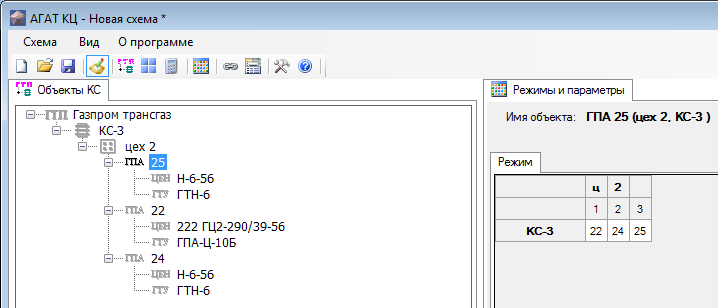 АГАТ КЦ - Новая схема *
Схема Вид О программе
Объекты КС
Режимы и параметры
ГТП Газпром трансгаз
КС-3
цех 2
ГПА 25
ЦБН Н-6-56
ГТУ ГТН-6
ГПА 22
ЦБН 222 ГЦ2-290/39-56
ГТУ ГПА-Ц-10Б
ГПА 24
ЦБН Н-6-56
ГТУ ГТН-6
Имя объекта: ГПА 25 (цех 2, КС-3 )
Режим
ц 2
1 2 3
КС-3 22 24 25